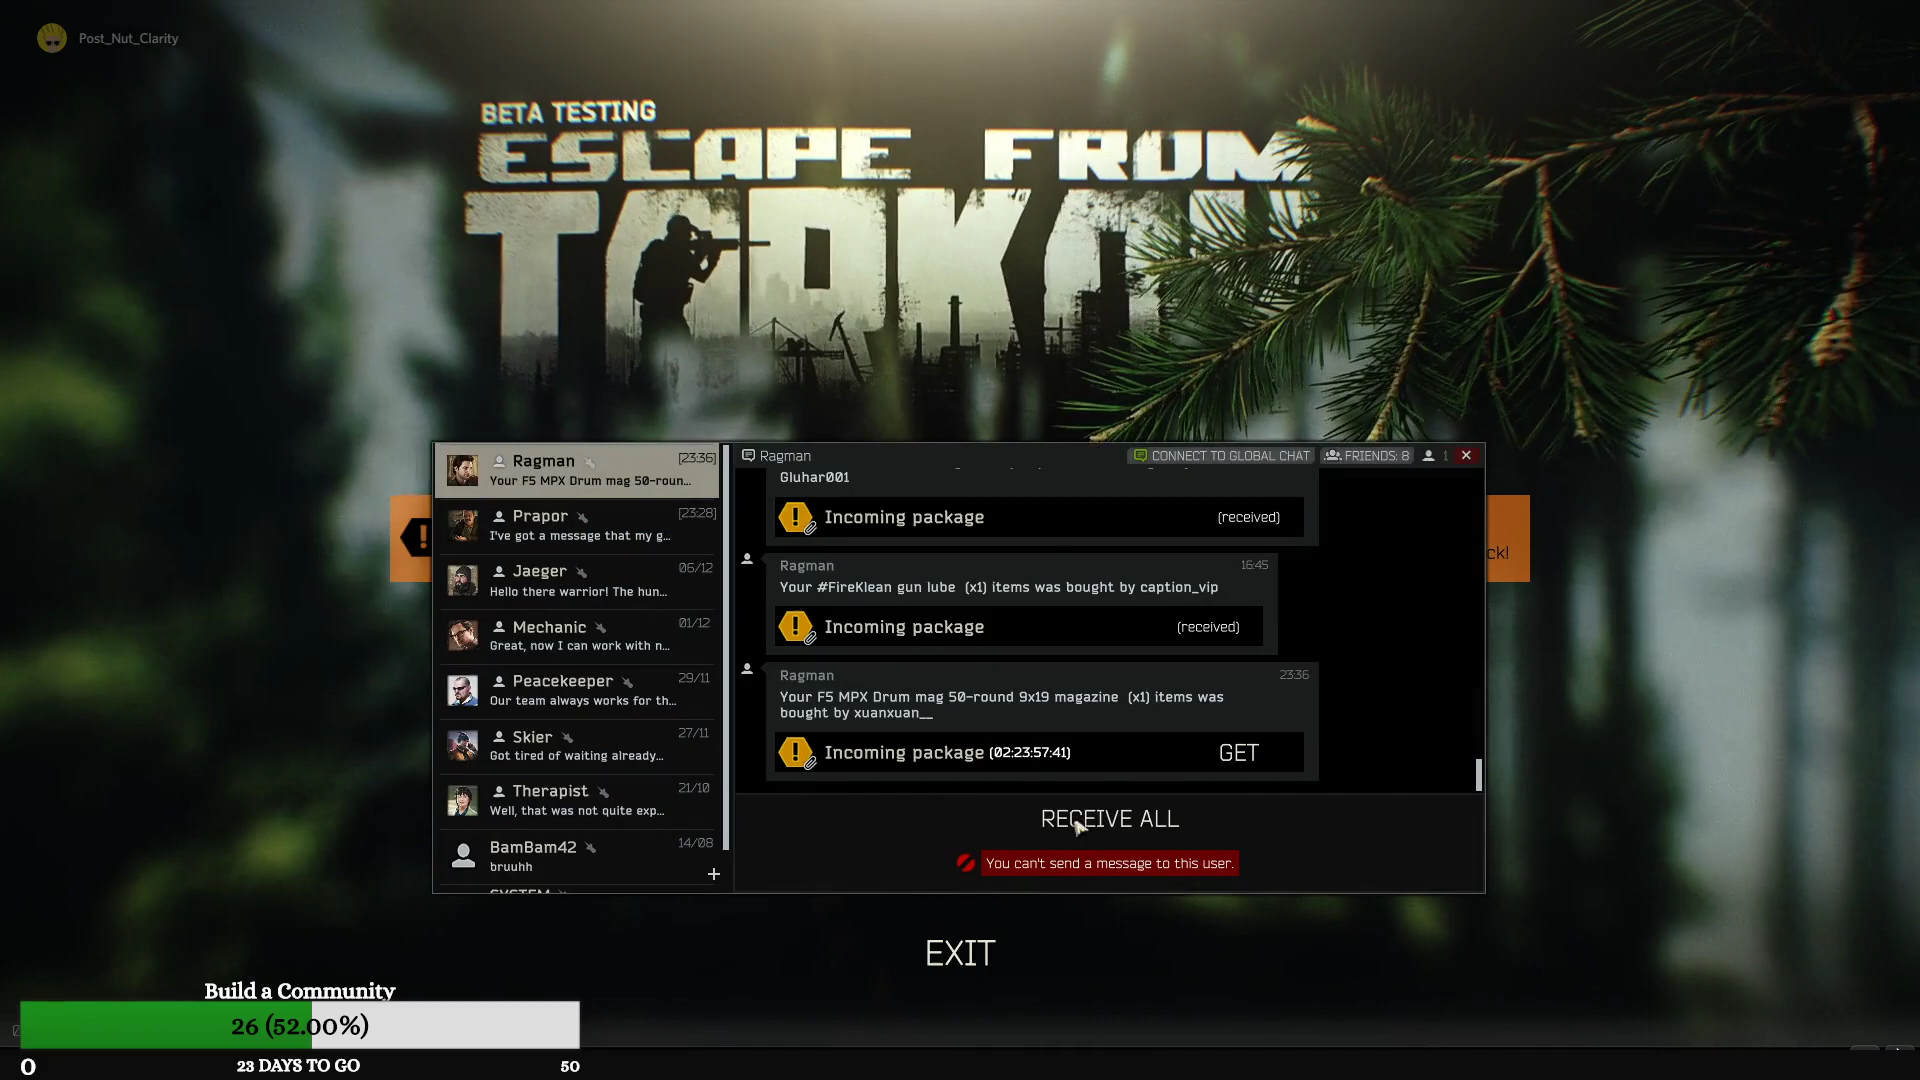 Post_Nut_Clarity
BETA TESTING
ESCAPE FROM
TARKOV
Ragman
[23:36]
Your F5 MPX Drum mag 50-roun...
Prapor
[23:28]
I've got a message that my g...
Jaeger
06/12
Hello there warrior! The hun...
Mechanic
01/12
Great, now I can work with n...
Peacekeeper
29/11
Our team always works for th...
Skier
27/11
Got tired of waiting already...
Therapist
21/10
Well, that was not quite exp...
BamBam42
14/08
bruuhh
SYSTEM
+
Ragman
CONNECT TO GLOBAL CHAT
FRIENDS: 8
1
Gluhar001
Incoming package
(received)
Ragman
16:45
Your #FireKlean gun lube (x1) items was bought by caption_vip
Incoming package
(received)
Ragman
23:36
Your F5 MPX Drum mag 50-round 9x19 magazine (x1) items was
bought by xuanxuan__
Incoming package (02:23:57:41)
GET
RECEIVE ALL
You can't send a message to this user.
ck!
EXIT
Build a Community
26 (52.00%)
0
23 DAYS TO GO
50